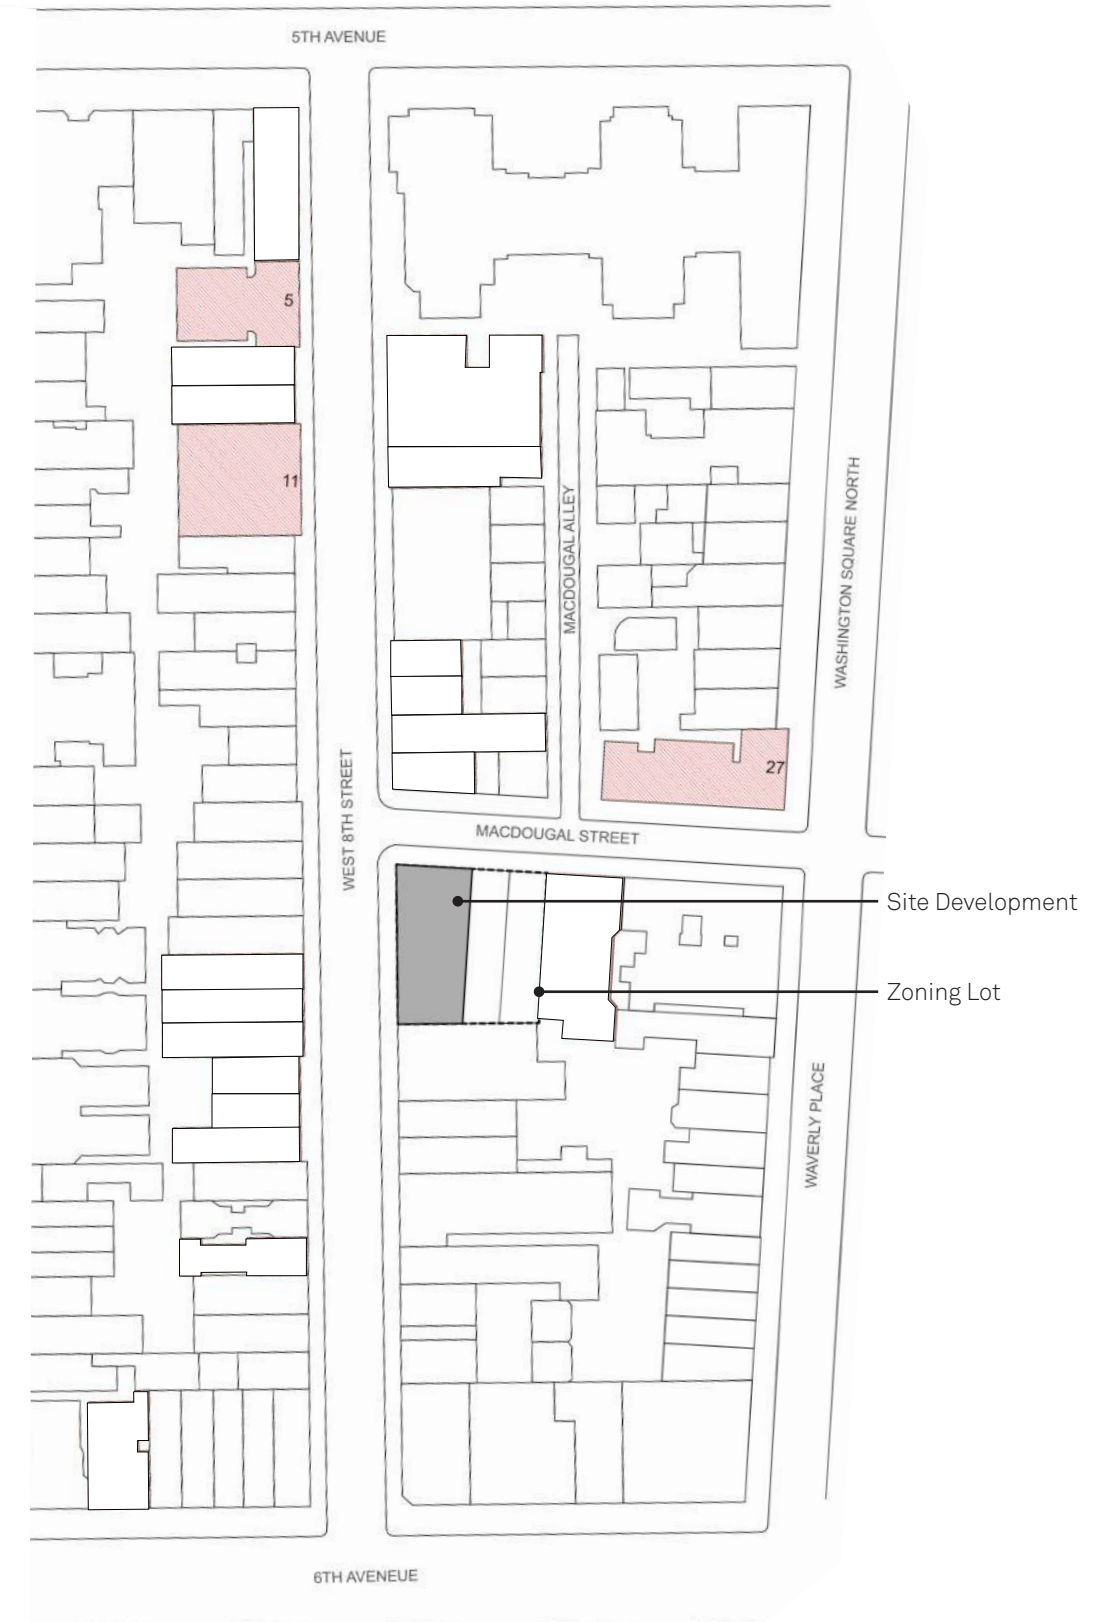 5TH AVENUE
5
11
MACDOUGAL ALLEY
WASHINGTON SQUARE NORTH
27
WEST 8TH STREET
MACDOUGAL STREET
Site Development
Zoning Lot
WAVERLY PLACE
6TH AVENEUE